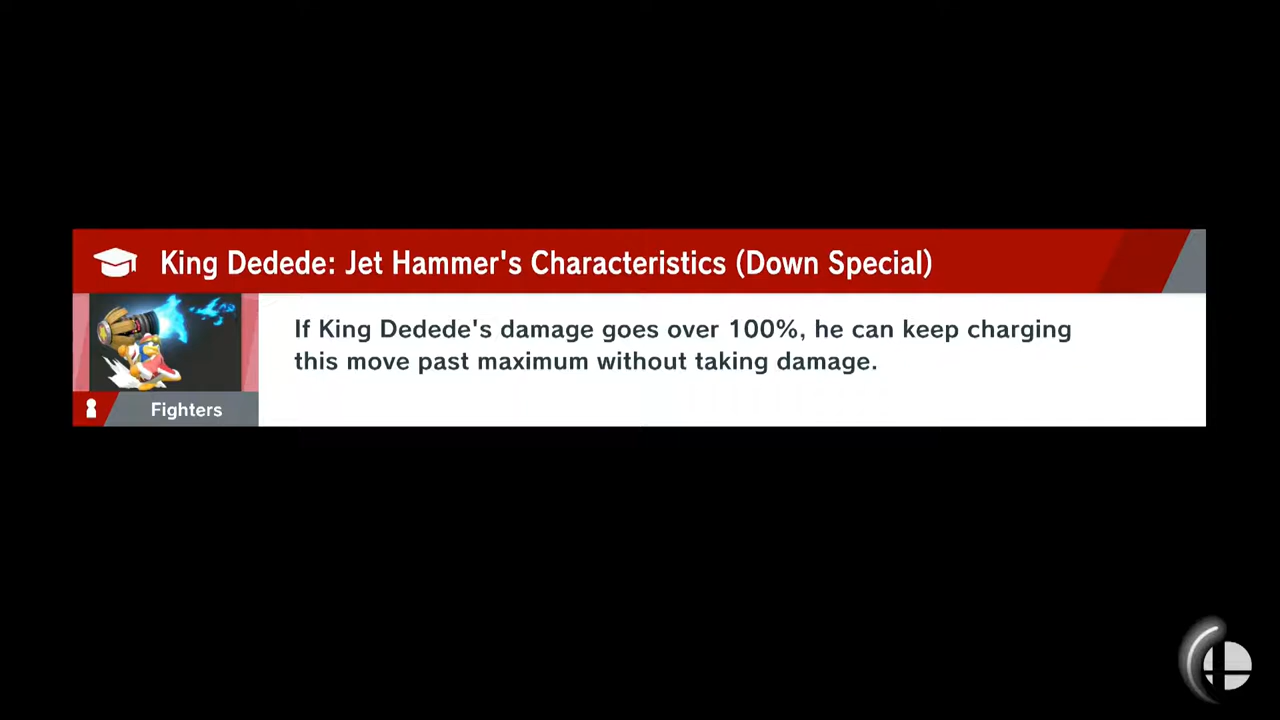 King Dedede: Jet Hammer's Characteristics (Down Special)
If King Dedede's damage goes over 100%, he can keep charging
this move past maximum without taking damage.
Fighters